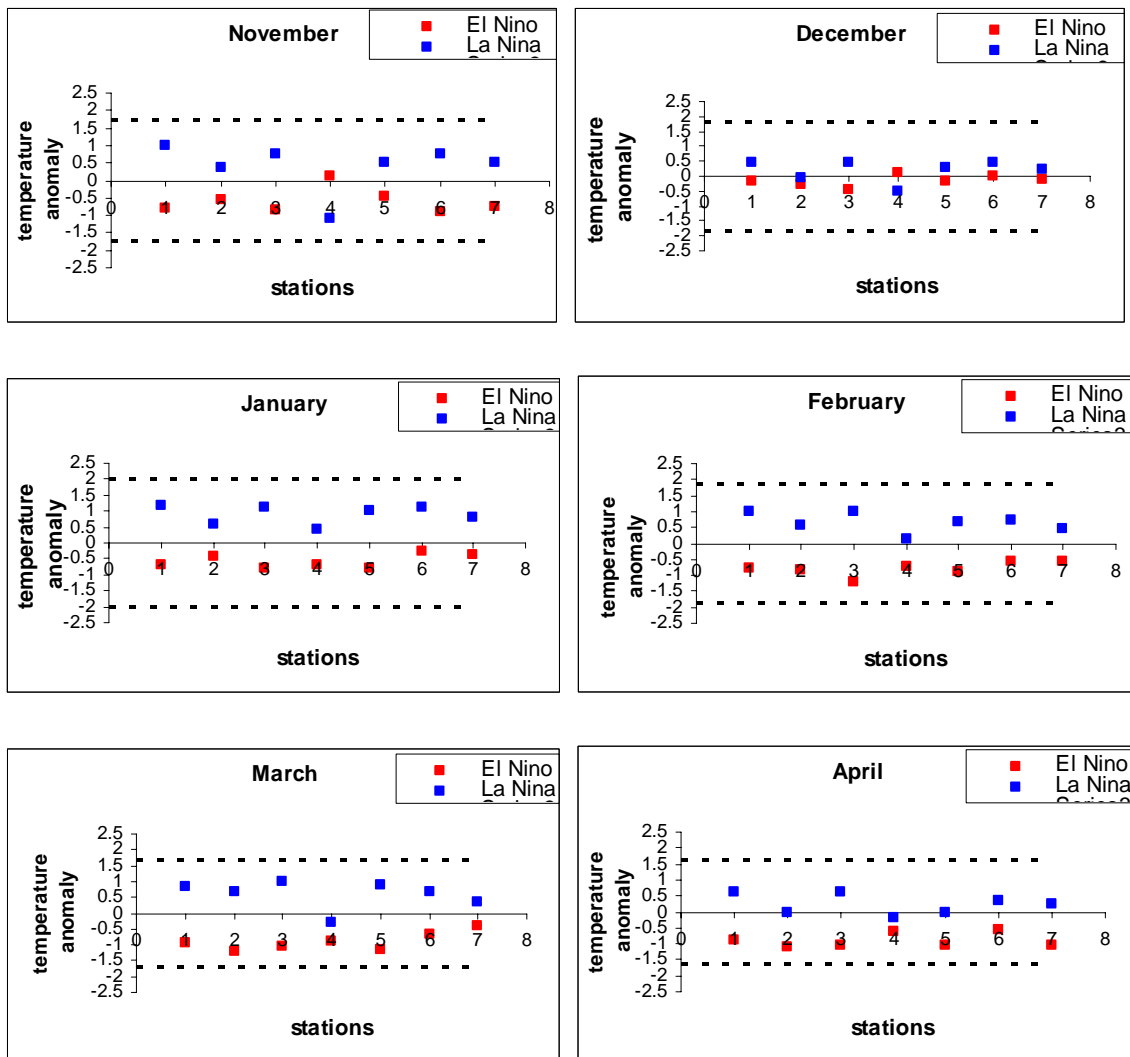 November
El Nino
La Nina
temperature
anomaly
2.5
2
1.5
1
0.5
0
-0.5
-1
-1.5
-2
-2.5
0 1 2 3 4 5 6 7 8
stations
December
El Nino
La Nina
temperature
anomaly
2.5
2
1.5
1
0.5
0
-0.5
-1
-1.5
-2
-2.5
0 1 2 3 4 5 6 7 8
stations
January
El Nino
La Nina
temperature
anomaly
2.5
2
1.5
1
0.5
0
-0.5
-1
-1.5
-2
-2.5
0 1 2 3 4 5 6 7 8
stations
February
El Nino
La Nina
Series3
temperature
anomaly
2.5
2
1.5
1
0.5
0
-0.5
-1
-1.5
-2
-2.5
0 1 2 3 4 5 6 7 8
stations
March
El Nino
La Nina
temperature
anomaly
2.5
2
1.5
1
0.5
0
-0.5
-1
-1.5
-2
-2.5
0 1 2 3 4 5 6 7 8
stations
April
El Nino
La Nina
Series3
temperature
anomaly
2.5
2
1.5
1
0.5
0
-0.5
-1
-1.5
-2
-2.5
0 1 2 3 4 5 6 7 8
stations